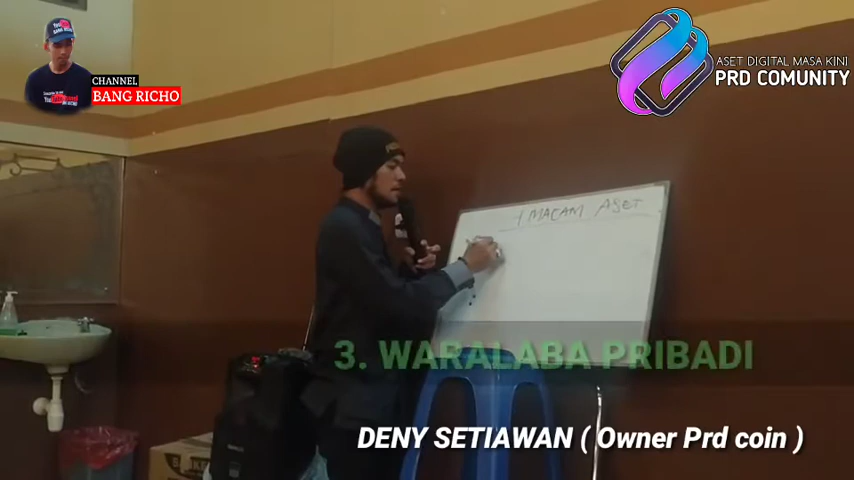 CHANNEL
BANG RICHO
ASET DIGITAL MASA KINI
PRD COMUNITY
MACAM ASET
3. WARALABA PRIBADI
DENY SETIAWAN ( Owner Prd coin )